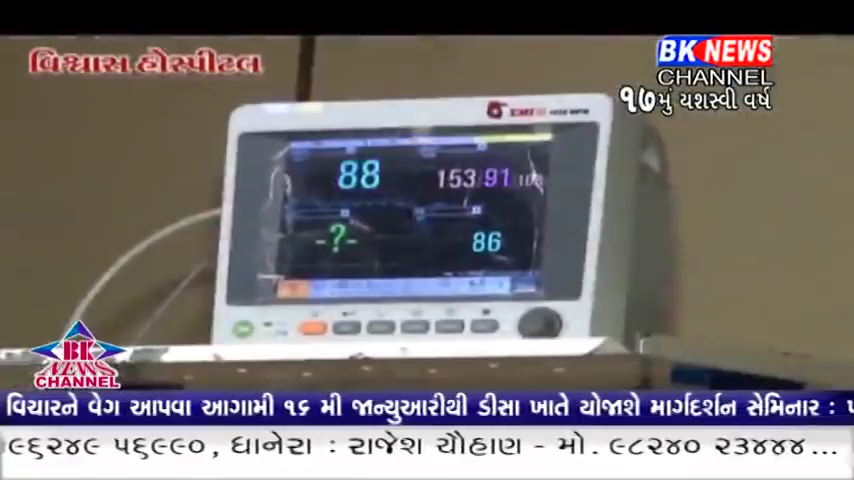 વિશ્વાસ હોસ્પીટલ
BK NEWS
CHANNEL
૧૭મું યશસ્વી વર્ષ
88
153/91
-?-
86
BK
NEWS
CHANNEL
વિચારને વેગ આપવા આગામી ૧૬ મી જાન્યુઆરીથી ડીસા ખાતે યોજાશે માર્ગદર્શન સેમિનાર :
૯૬૨૪૯ ૫૬૯૯૦, ધાનેરા : રાજેશ ચૌહાણ - મો. ૯૮૨૪૦ ૨૩૪૪૪...